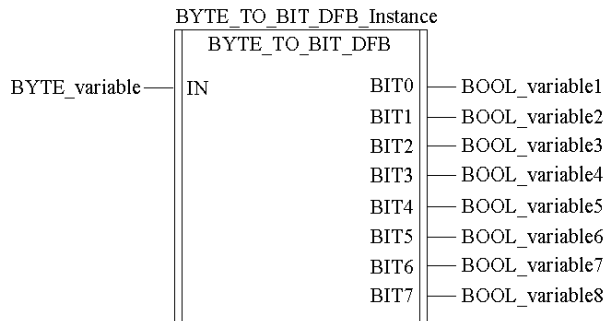 BYTE_TO_BIT_DFB_Instance
BYTE_TO_BIT_DFB
BYTE_variable IN BIT0 BOOL_variable1
BIT1 BOOL_variable2
BIT2 BOOL_variable3
BIT3 BOOL_variable4
BIT4 BOOL_variable5
BIT5 BOOL_variable6
BIT6 BOOL_variable7
BIT7 BOOL_variable8